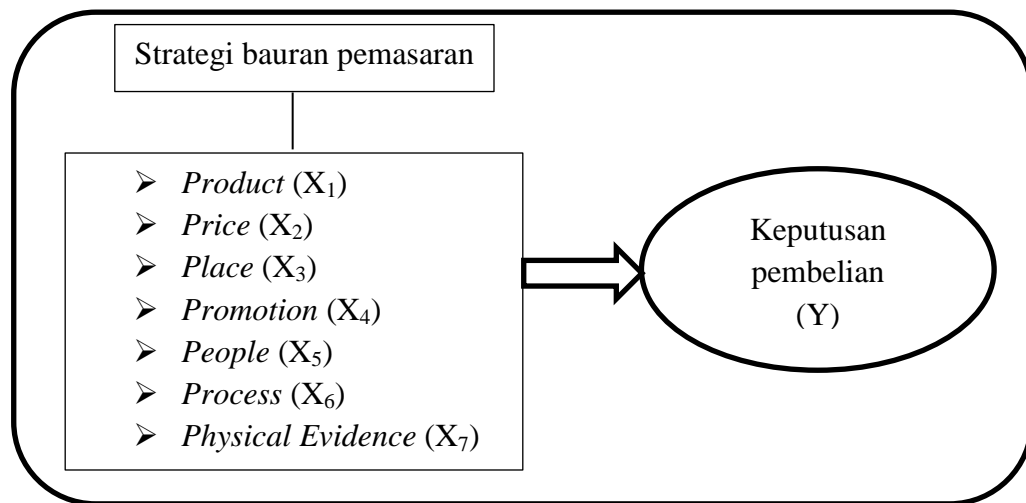 Strategi bauran pemasaran
➢ Product (X₁)
➢ Price (X₂)
➢ Place (X₃)
➢ Promotion (X₄)
➢ People (X₅)
➢ Process (X₆)
➢ Physical Evidence (X₇)
Keputusan
pembelian
(Y)